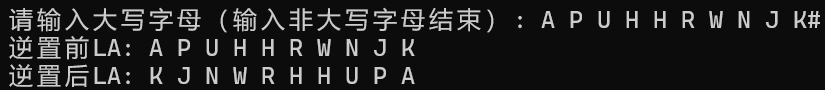 请输入大写字母（输入非大写字母结束）：A P U H H R W N J K#
逆置前LA: A P U H H R W N J K
逆置后LA: K J N W R H H U P A